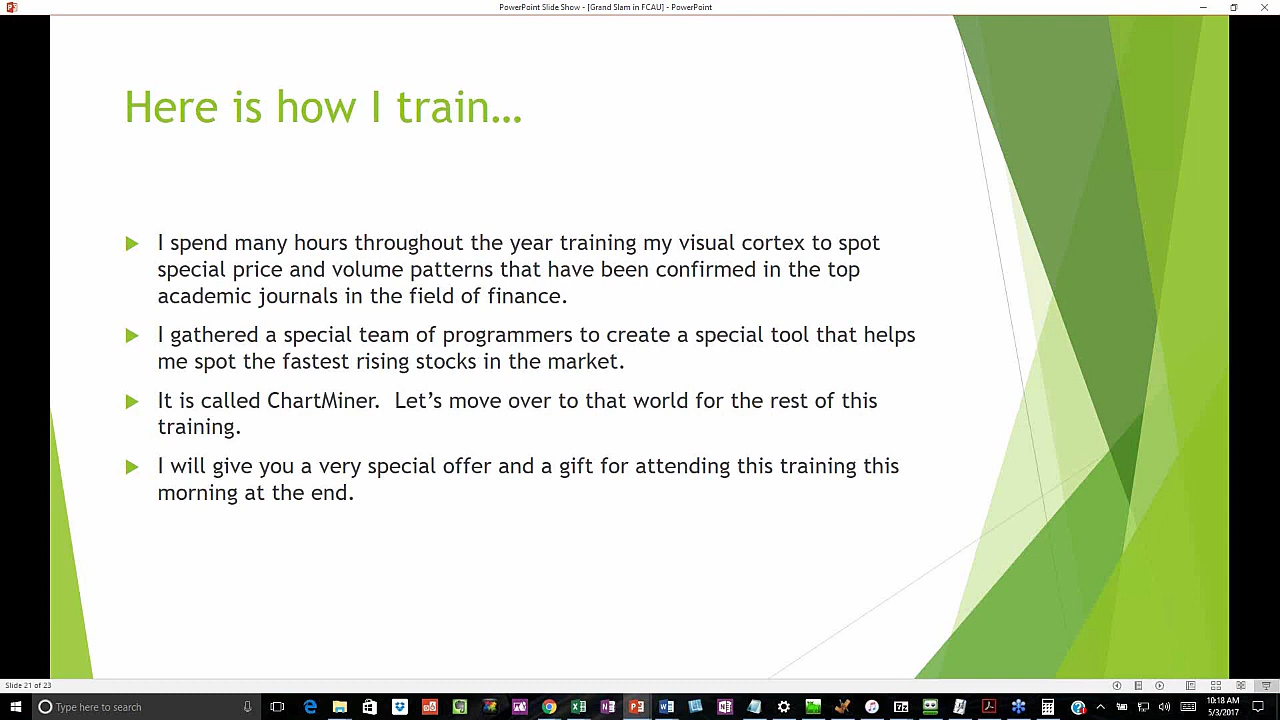 PowerPoint Slide Show - [Grand Slam in FCAU] - PowerPoint
Here is how I train...
I spend many hours throughout the year training my visual cortex to spot
special price and volume patterns that have been confirmed in the top
academic journals in the field of finance.
I gathered a special team of programmers to create a special tool that helps
me spot the fastest rising stocks in the market.
It is called ChartMiner.  Let’s move over to that world for the rest of this
training.
I will give you a very special offer and a gift for attending this training this
morning at the end.
Slide 21 of 23
Type here to search
10:18 AM
5/3/2017